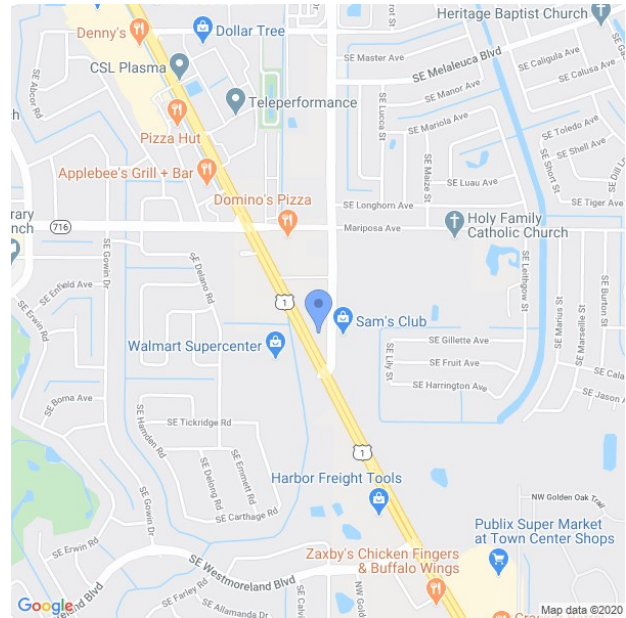 Denny's
Dollar Tree
Heritage Baptist Church
SE Master Ave
SE Caligula Ave
SE Melaleuca Blvd
SE Calusa Ave
CSL Plasma
SE Manor Ave
SE Abcor Rd
SE Lucca St
Teleperformance
SE Mariola Ave
SE Toledo Ave
Pizza Hut
SE Shell Ave
SE Maize St
SE Short St
Applebee's Grill + Bar
SE Luau Ave
SE Tiger Ave
Domino's Pizza
SE Longhorn Ave
716
Mariposa Ave
Holy Family
Catholic Church
SE Gowin Dr
SE Delano Rd
SE Leithgow St
SE Enfield Ave
SE Erwin Rd
1
SE Marius St
SE Marseille St
SE Burton St
Sam's Club
Walmart Supercenter
SE Gillette Ave
SE Lily St
SE Fruit Ave
SE Harrington Ave
SE Boma Ave
SE Jason A
SE Tickridge Rd
SE Hamden Rd
1
SE Emmett Rd
SE Delong Rd
Harbor Freight Tools
NW Golden Oak Trail
SE Carthage Rd
SE Gowin Dr
Publix Super Market
at Town Center Shops
SE Erwin Rd
Zaxby's Chicken Fingers
& Buffalo Wings
SE Westmoreland Blvd
SE Farley Rd
SE Allamanda Dr
Google
Map data ©2020